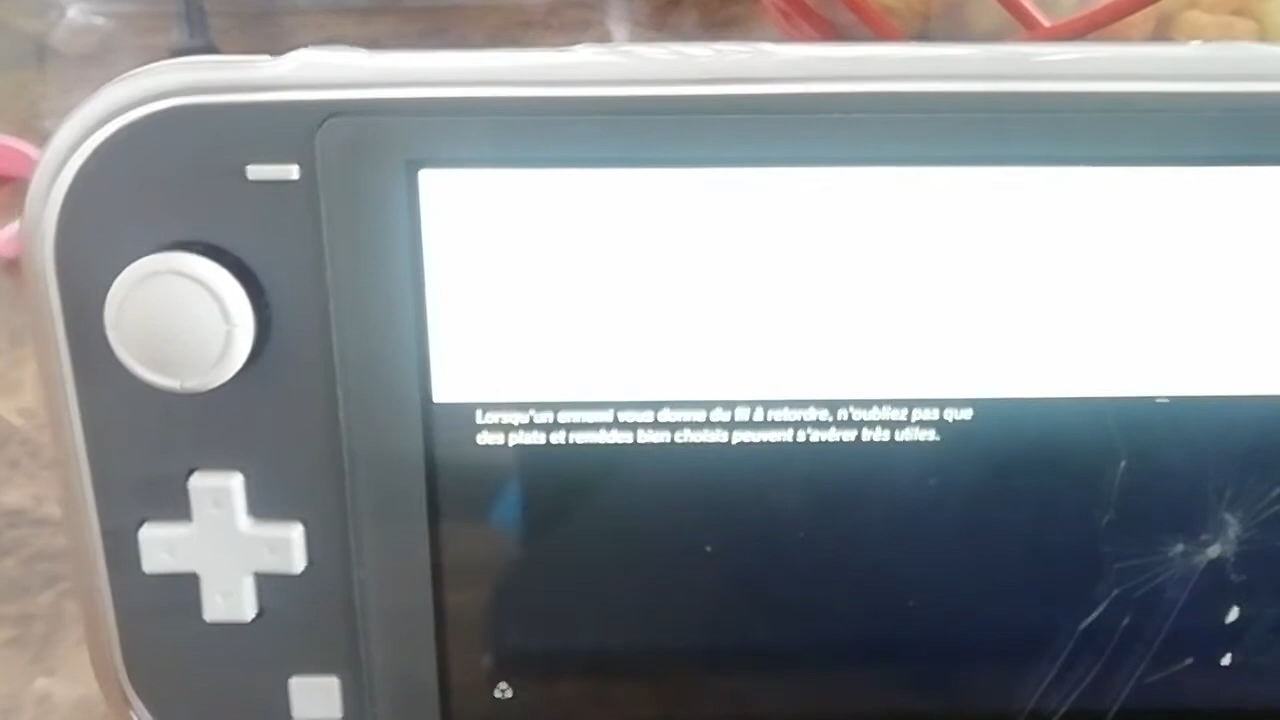 Lorsqu'un ennemi vous donne du fil à retordre, n'oubliez pas que
des plats et remèdes bien choisis peuvent s'avérer très utiles.